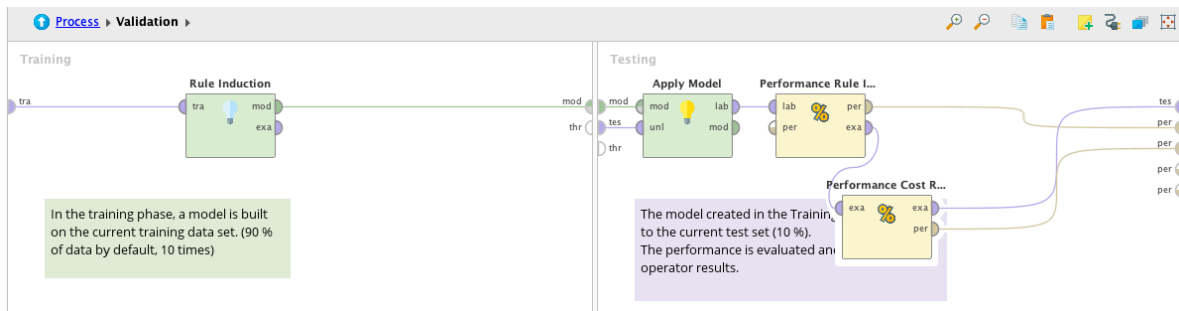 Process ▸ Validation ▸
Training
Testing
Rule Induction
tra
tra
mod
exa
mod
thr
In the training phase, a model is built
on the current training data set. (90 %
of data by default, 10 times)
Apply Model
mod
tes
thr
mod
unl
lab
mod
Performance Rule I...
lab
per
per
exa
Performance Cost R...
exa
exa
per
tes
per
per
per
per
The model created in the Training
to the current test set (10 %).
The performance is evaluated and
operator results.